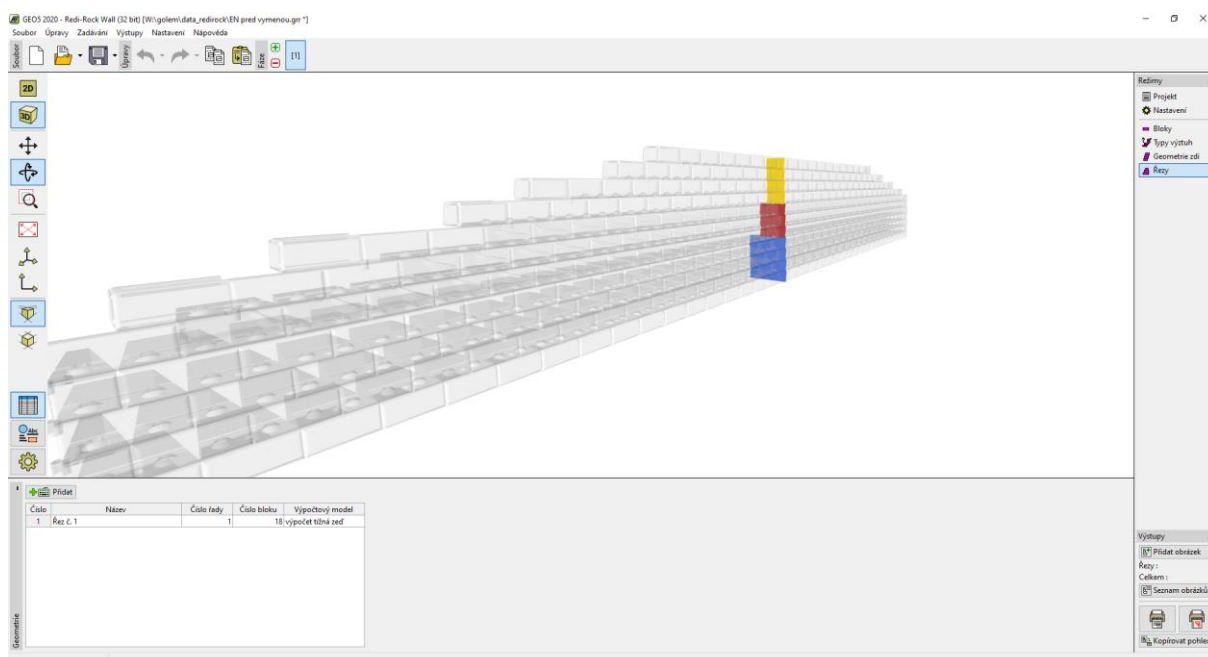 GEO5 2020 - Redi-Rock Wall (32 bit) [W:\golem\data_redirock\EN pred vymenou.grr *]
Soubor Úpravy Zadávání Výstupy Nastavení Nápověda
Soubor
Úpravy
Fáze
[1]
2D
3D
Abc
Režimy
Projekt
Nastavení
Bloky
Typy výztuh
Geometrie zdi
Řezy
Přidat
Číslo Název Číslo řady Číslo bloku Výpočtový model
1 Řez č. 1 1 18 výpočet tížná zeď
Geometrie
Výstupy
Přidat obrázek
Řezy :
Celkem :
Seznam obrázků
Kopírovat pohled